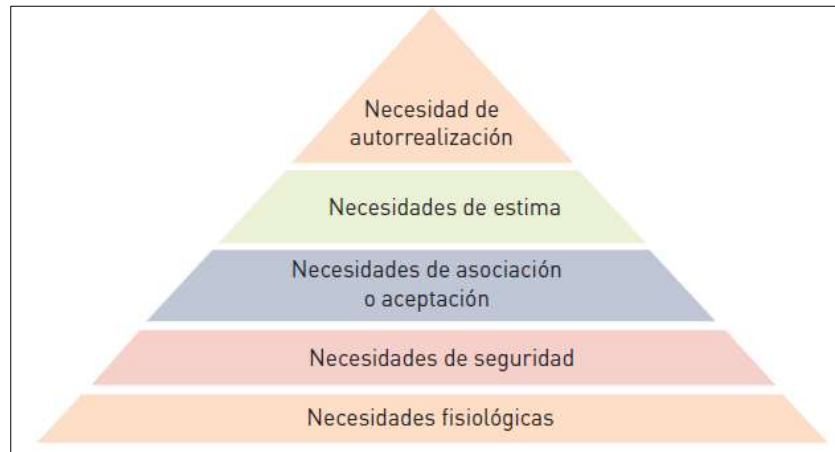 Necesidad de
autorrealización
Necesidades de estima
Necesidades de asociación
o aceptación
Necesidades de seguridad
Necesidades fisiológicas